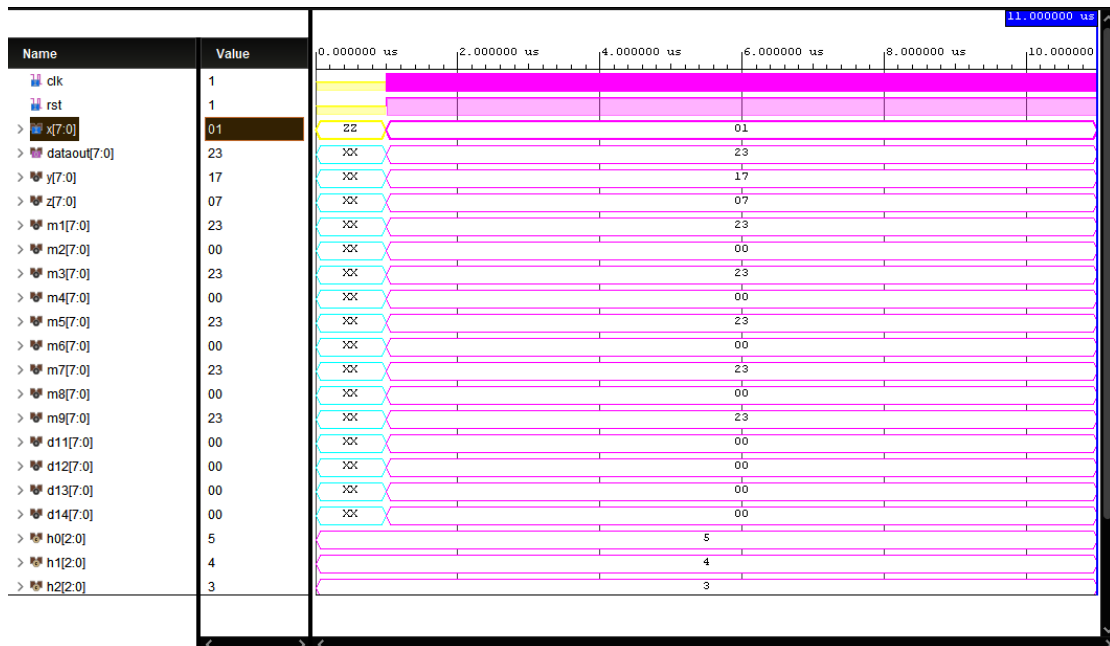 11.000000 us
Name Value 0.000000 us 2.000000 us 4.000000 us 6.000000 us 8.000000 us 10.000000
clk 1
rst 1
x[7:0] 01 ZZ 01
dataout[7:0] 23 XX 23
y[7:0] 17 XX 17
z[7:0] 07 XX 07
m1[7:0] 23 XX 23
m2[7:0] 00 XX 00
m3[7:0] 23 XX 23
m4[7:0] 00 XX 00
m5[7:0] 23 XX 23
m6[7:0] 00 XX 00
m7[7:0] 23 XX 23
m8[7:0] 00 XX 00
m9[7:0] 23 XX 23
d11[7:0] 00 XX 00
d12[7:0] 00 XX 00
d13[7:0] 00 XX 00
d14[7:0] 00 XX 00
h0[2:0] 5 5
h1[2:0] 4 4
h2[2:0] 3 3